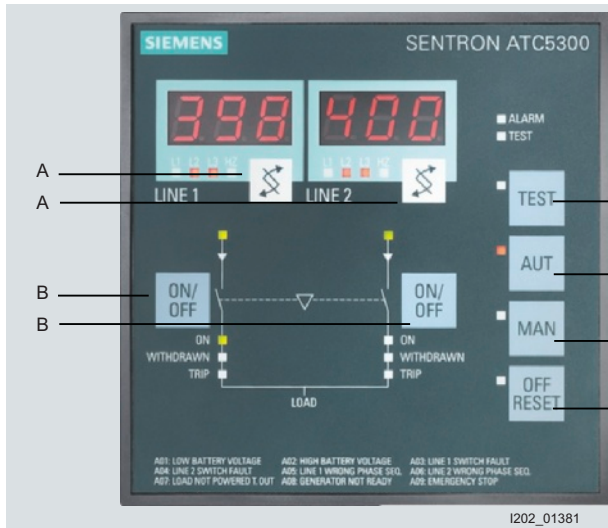 SIEMENS
SENTRON ATC5300
398
400
ALARM
TEST
L1 L2 L3 HZ
L1 L2 L3 HZ
A
A
LINE 1
LINE 2
TEST
AUT
ON/
OFF
ON/
OFF
B
B
MAN
ON
WITHDRAWN
TRIP
ON
WITHDRAWN
TRIP
OFF
RESET
LOAD
A01: LOW BATTERY VOLTAGE A02: HIGH BATTERY VOLTAGE A03: LINE 1 SWITCH FAULT
A04: LINE 2 SWITCH FAULT A05: LINE 1 WRONG PHASE SEQ. A06: LINE 2 WRONG PHASE SEQ.
A07: LOAD NOT POWERED T. OUT A08: GENERATOR NOT READY A09: EMERGENCY STOP
I202_01381